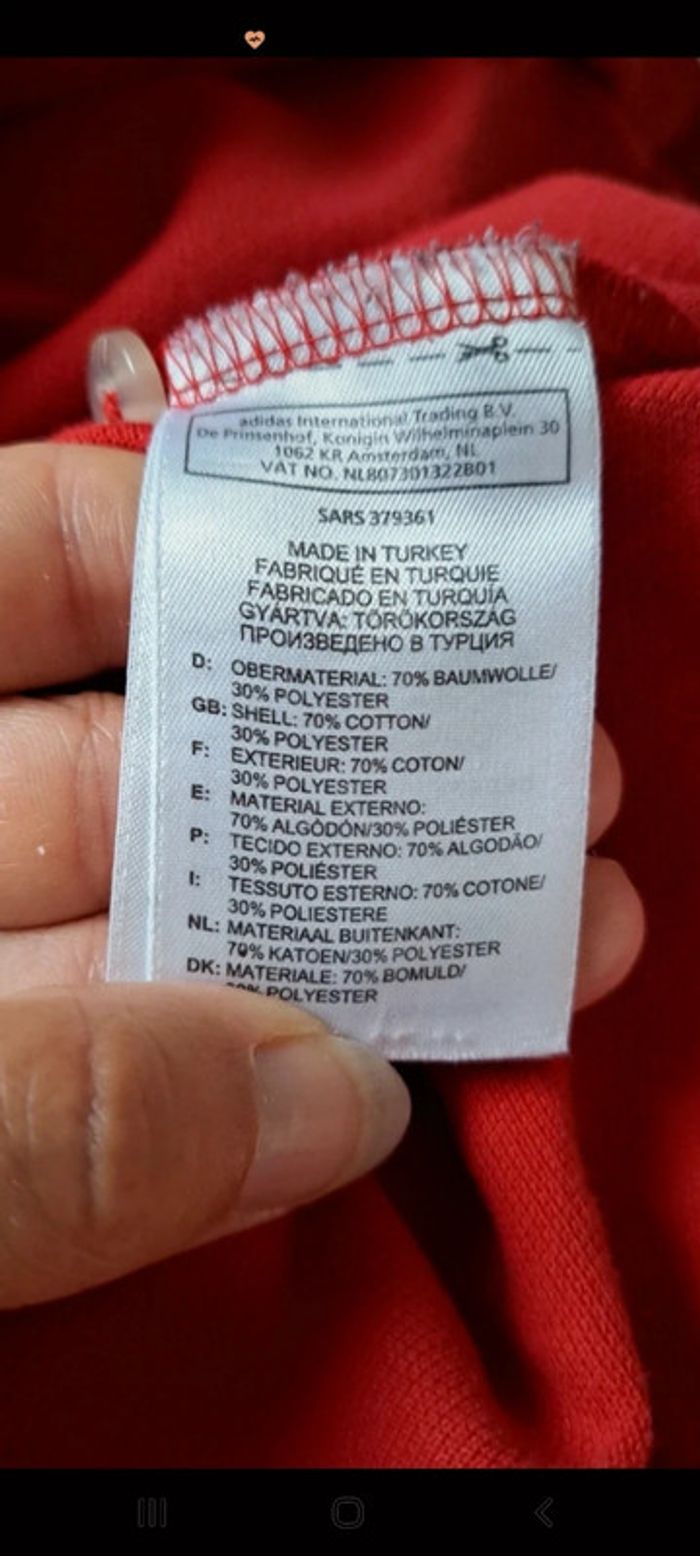 adidas International Trading B.V.
De Prinsenhof, Konigin Wilhelminaplein 30
1062 KR Amsterdam, NL
VAT NO. NL807301322B01
SARS 379361
MADE IN TURKEY
FABRIQUÉ EN TURQUIE
FABRICADO EN TURQUÍA
GYÁRTVA: TÖRÖKORSZÁG
ПРОИЗВЕДЕНО В ТУРЦИЯ
D: OBERMATERIAL: 70% BAUMWOLLE/
30% POLYESTER
GB: SHELL: 70% COTTON/
30% POLYESTER
F: EXTERIEUR: 70% COTON/
30% POLYESTER
E: MATERIAL EXTERNO:
70% ALGÓDÓN/30% POLIÉSTER
P: TECIDO EXTERNO: 70% ALGODÃO/
30% POLIÉSTER
I: TESSUTO ESTERNO: 70% COTONE/
30% POLIESTERE
NL: MATERIAAL BUITENKANT:
70% KATOEN/30% POLYESTER
DK: MATERIALE: 70% BOMULD/
POLYESTER